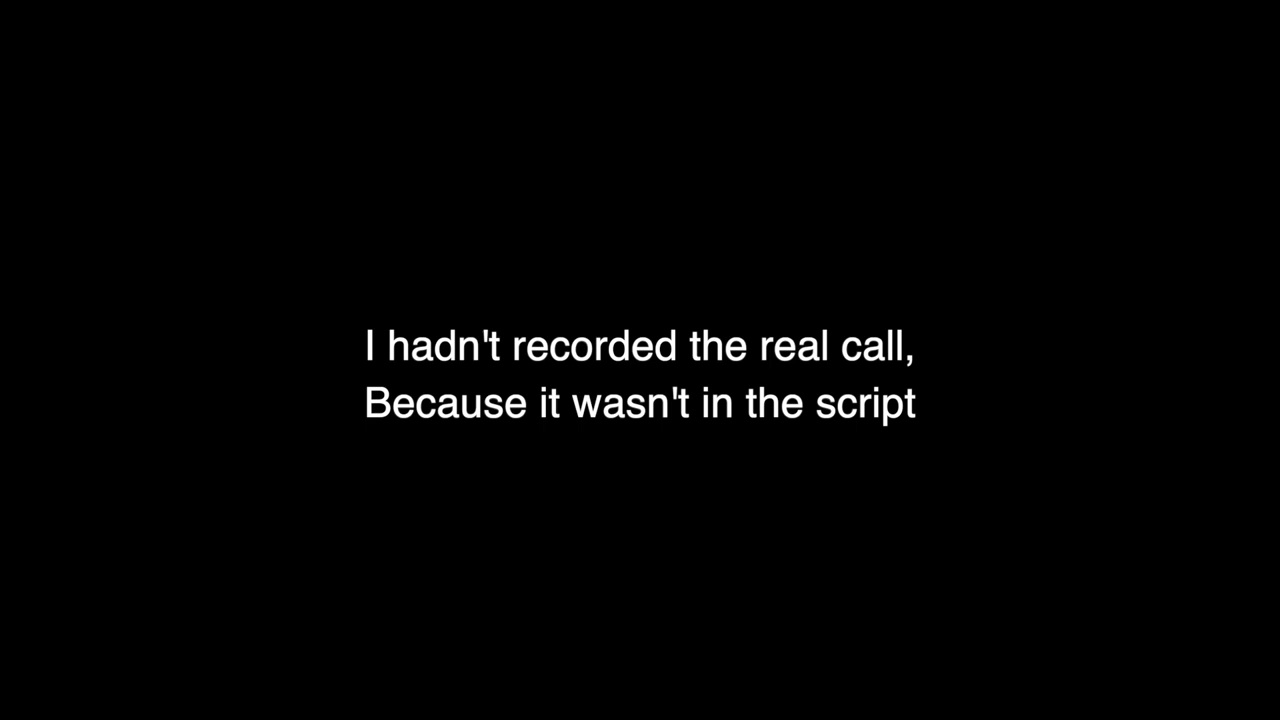 I hadn't recorded the real call,
Because it wasn't in the script